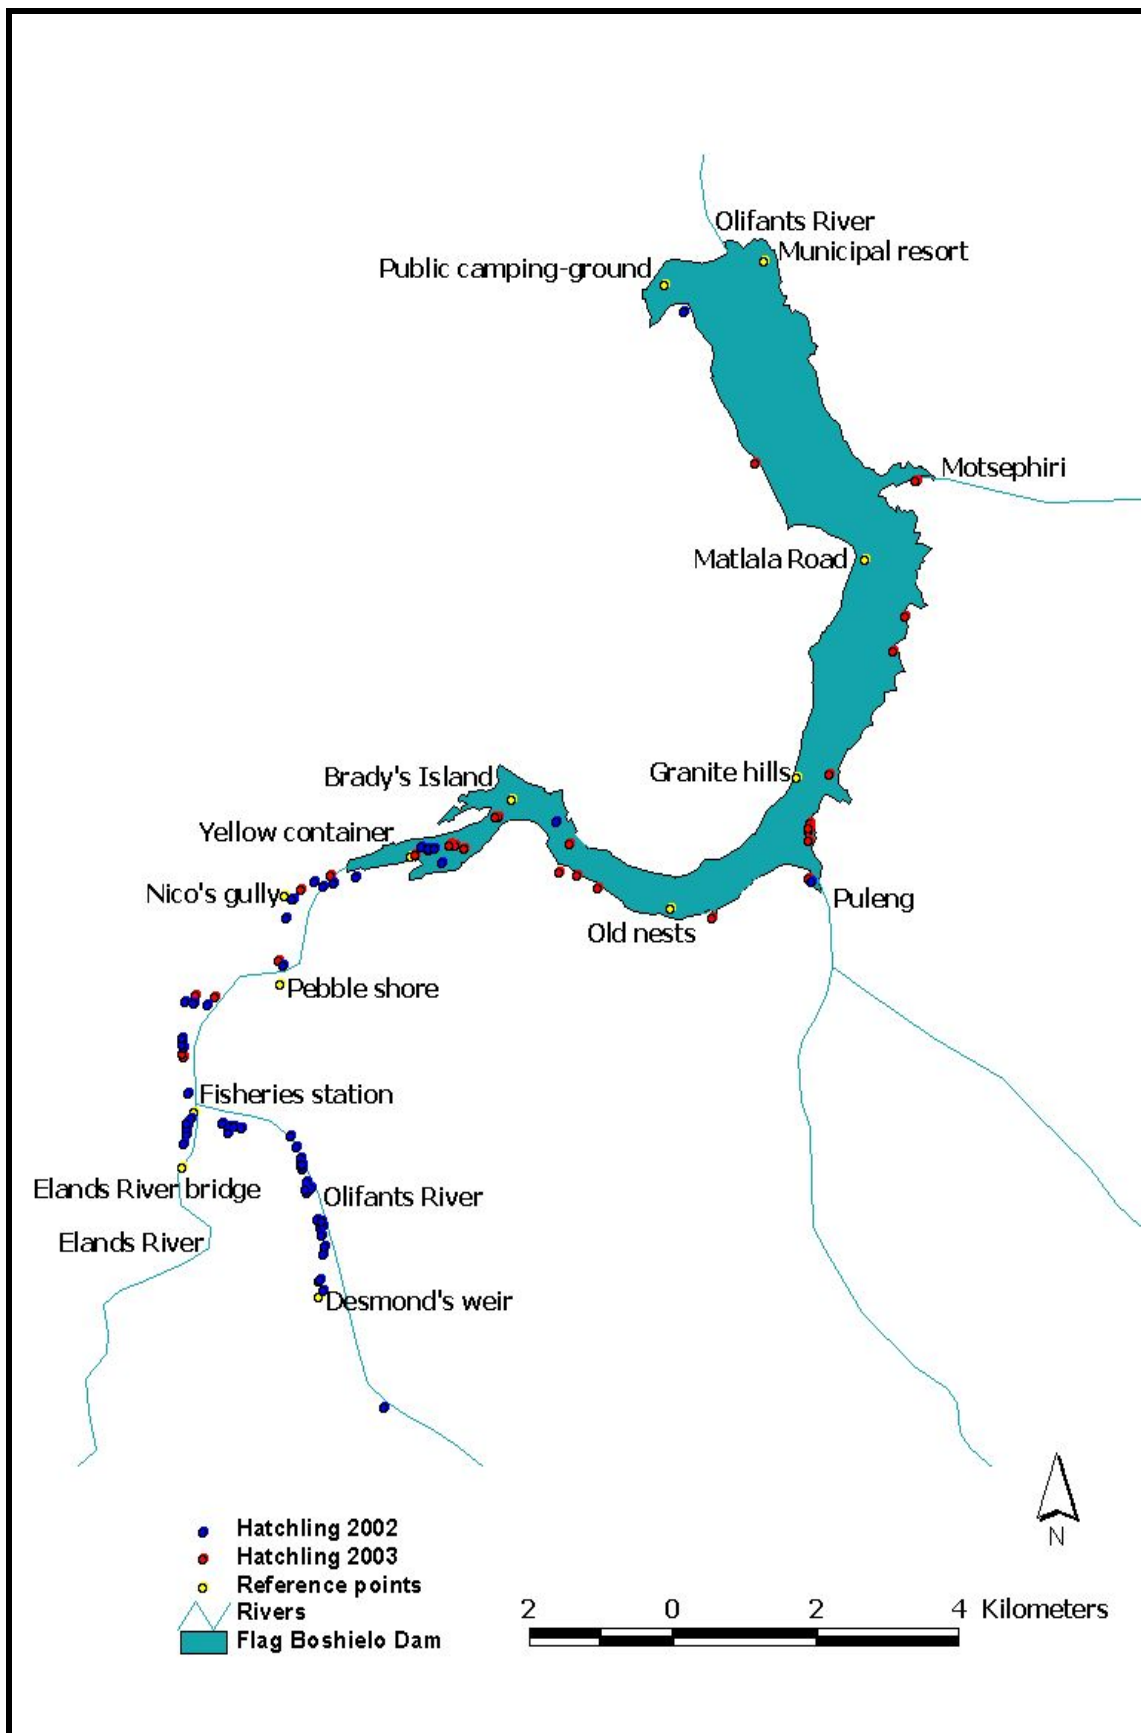 Olifants River
Municipal resort
Public camping-ground
Motsephiri
Matlala Road
Granite hills
Brady's Island
Yellow container
Nico's gully
Puleng
Old nests
Pebble shore
Fisheries station
Elands River bridge
Olifants River
Elands River
Desmond's weir
N
Hatchling 2002
Hatchling 2003
Reference points
Rivers
Flag Boshielo Dam
2 0 2 4 Kilometers